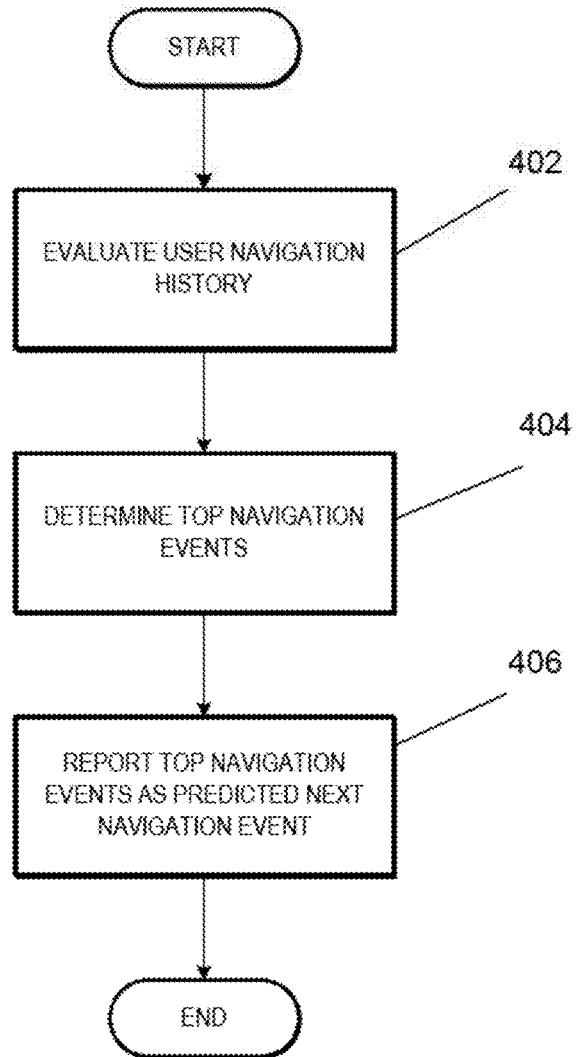 START
402
EVALUATE USER NAVIGATION
HISTORY
404
DETERMINE TOP NAVIGATION
EVENTS
406
REPORT TOP NAVIGATION
EVENTS AS PREDICTED NEXT
NAVIGATION EVENT
END